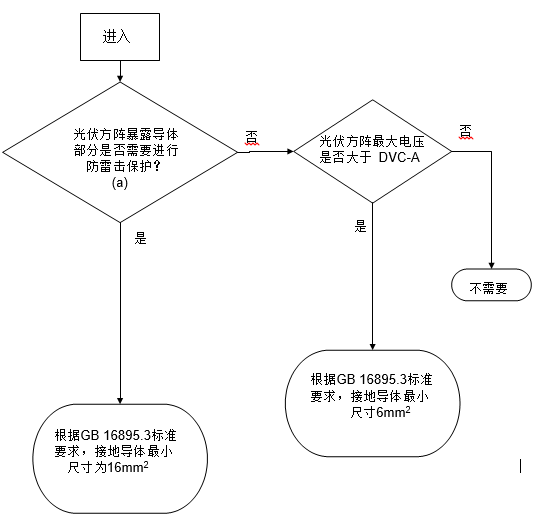 进入
光伏方阵暴露导体
部分是否需要进行
防雷击保护？
(a)
否
光伏方阵最大电压
是否大于 DVC-A
否
是
是
不需要
根据GB 16895.3标准
要求，接地导体最小
尺寸6mm²
根据GB 16895.3标准
要求，接地导体最小
尺寸为16mm²